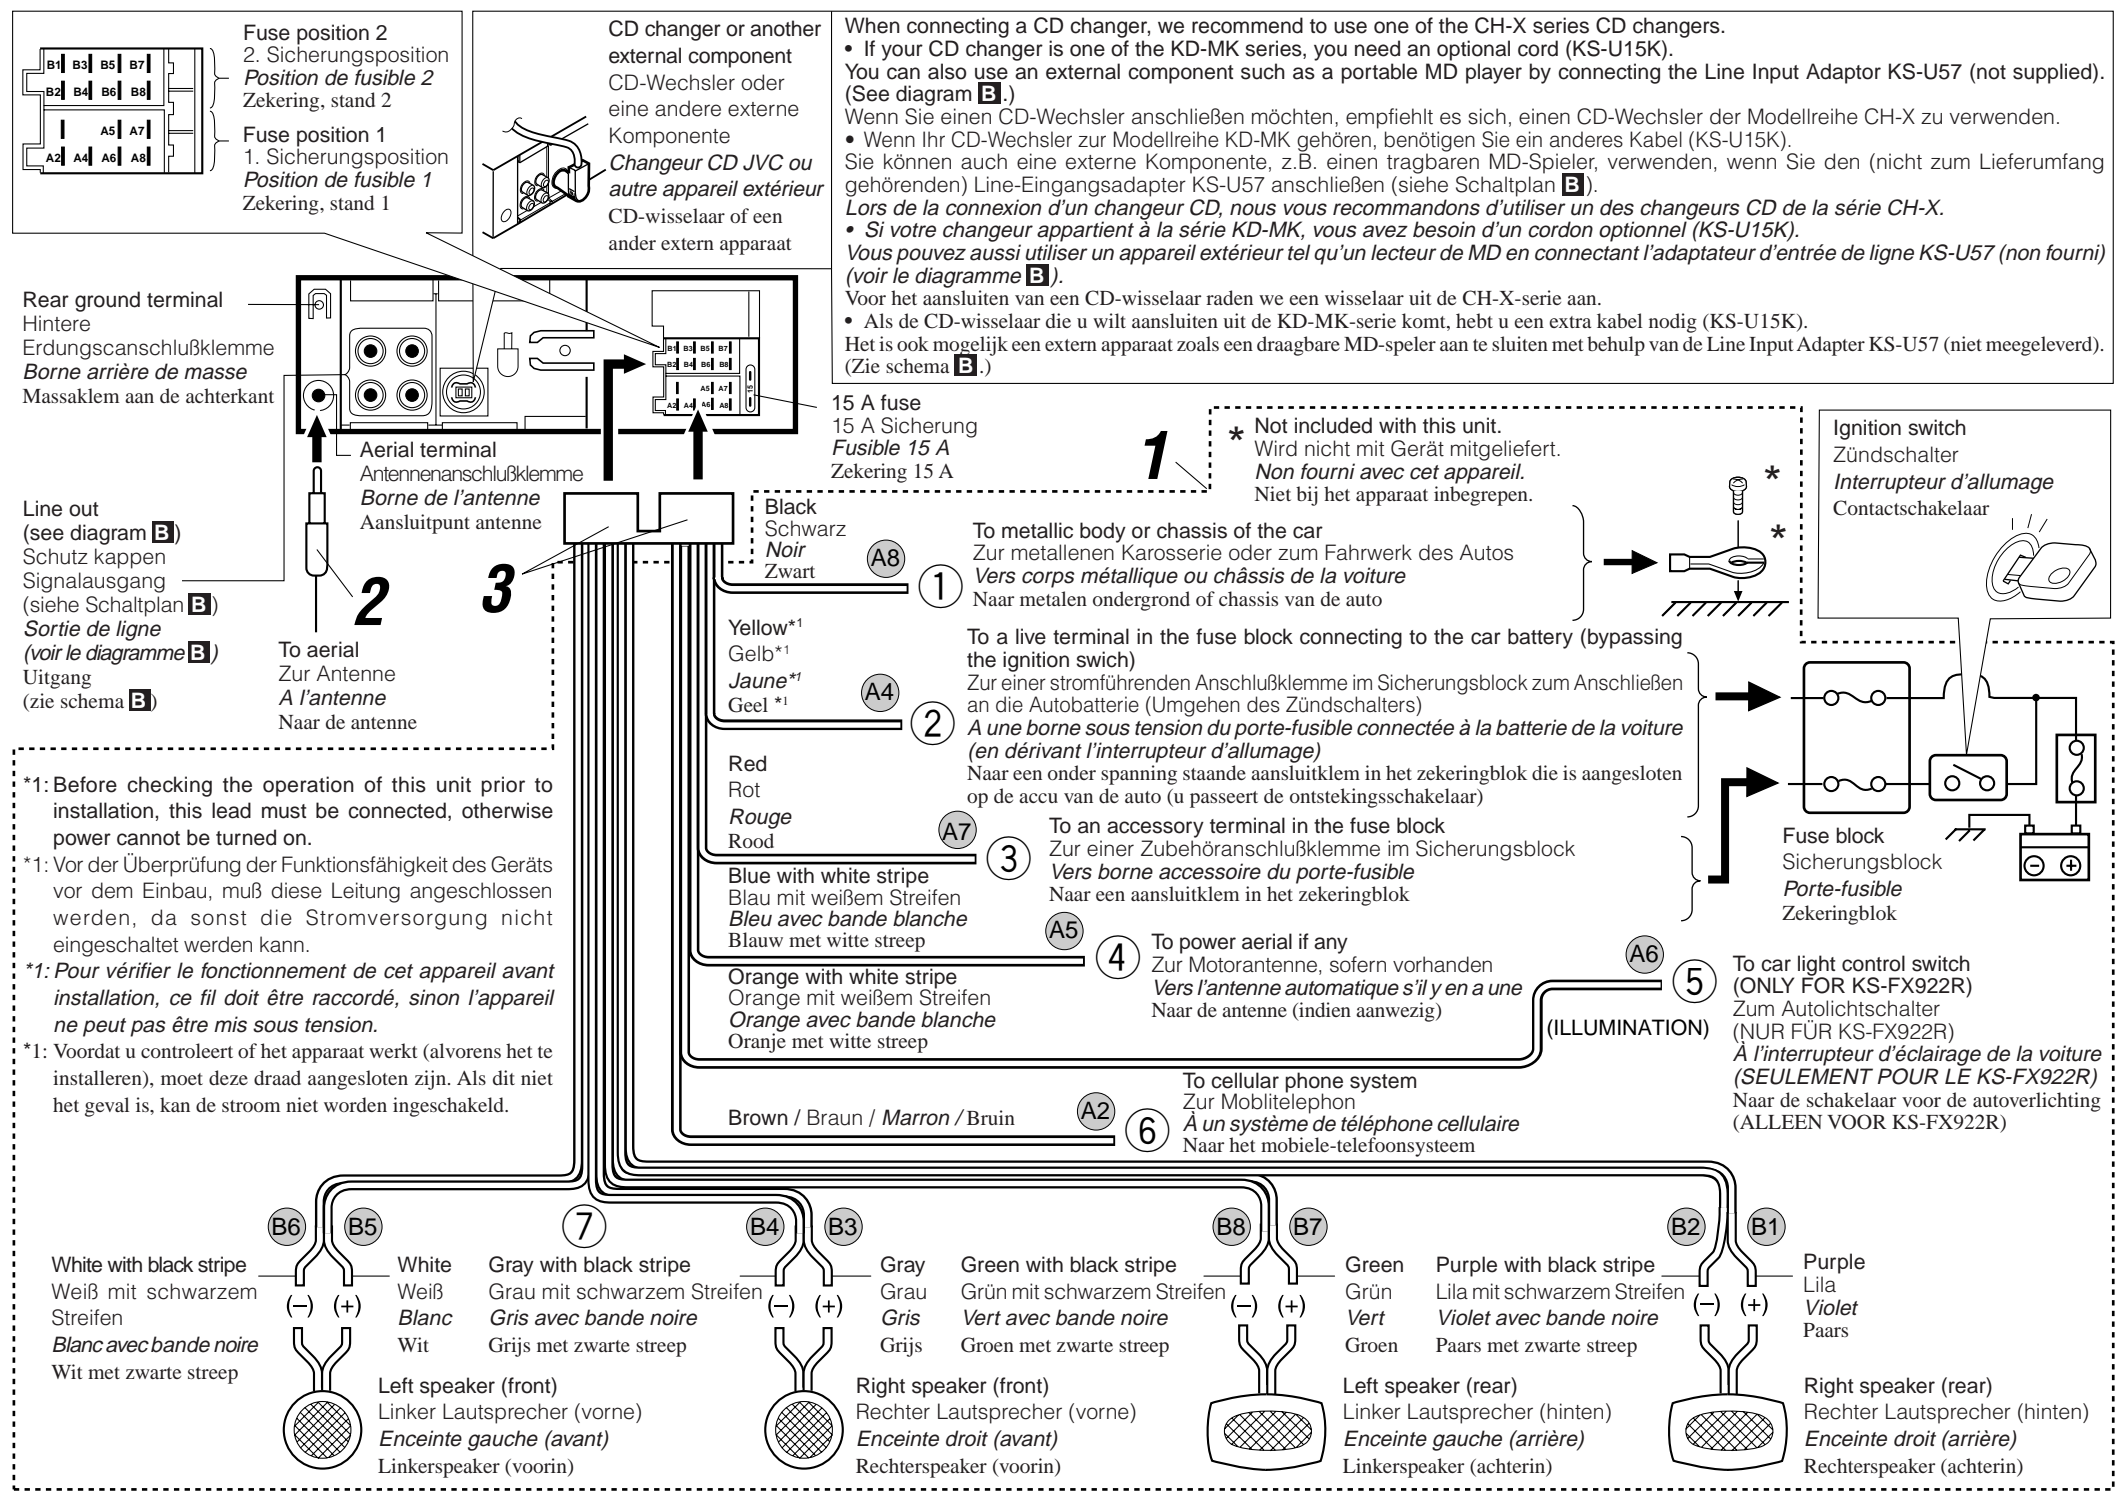 B1 B3 B5 B7
B2 B4 B6 B8
A5 A7
A2 A4 A6 A8
Fuse position 2
2. Sicherungsposition
Position de fusible 2
Zekering, stand 2
Fuse position 1
1. Sicherungsposition
Position de fusible 1
Zekering, stand 1
CD changer or another
external component
CD-Wechsler oder
eine andere externe
Komponente
Changeur CD JVC ou
autre appareil extérieur
CD-wisselaar of een
ander extern apparaat
When connecting a CD changer, we recommend to use one of the CH-X series CD changers.
• If your CD changer is one of the KD-MK series, you need an optional cord (KS-U15K).
You can also use an external component such as a portable MD player by connecting the Line Input Adaptor KS-U57 (not supplied).
(See diagram B .)
Wenn Sie einen CD-Wechsler anschließen möchten, empfiehlt es sich, einen CD-Wechsler der Modellreihe CH-X zu verwenden.
• Wenn Ihr CD-Wechsler zur Modellreihe KD-MK gehören, benötigen Sie ein anderes Kabel (KS-U15K).
Sie können auch eine externe Komponente, z.B. einen tragbaren MD-Spieler, verwenden, wenn Sie den (nicht zum Lieferumfang
gehörenden) Line-Eingangsadapter KS-U57 anschließen (siehe Schaltplan B ).
Lors de la connexion d'un changeur CD, nous vous recommandons d'utiliser un des changeurs CD de la série CH-X.
• Si votre changeur appartient à la série KD-MK, vous avez besoin d'un cordon optionnel (KS-U15K).
Vous pouvez aussi utiliser un appareil extérieur tel qu'un lecteur de MD en connectant l'adaptateur d'entrée de ligne KS-U57 (non fourni)
(voir le diagramme B ).
Voor het aansluiten van een CD-wisselaar raden we een wisselaar uit de CH-X-serie aan.
• Als de CD-wisselaar die u wilt aansluiten uit de KD-MK-serie komt, hebt u een extra kabel nodig (KS-U15K).
Het is ook mogelijk een extern apparaat zoals een draagbare MD-speler aan te sluiten met behulp van de Line Input Adapter KS-U57 (niet meegeleverd).
(Zie schema B .)
Rear ground terminal
Hintere
Erdungscanschlußklemme
Borne arrière de masse
Massaklem aan de achterkant
B1 B3 B5 B7
B2 B4 B6 B8
A5 A7
A2 A4 A6 A8
15
15 A fuse
15 A Sicherung
Fusible 15 A
Zekering 15 A
Aerial terminal
Antennenanschlußklemme
Borne de l'antenne
Aansluitpunt antenne
Line out
(see diagram B )
Schutz kappen
Signalausgang
(siehe Schaltplan B )
Sortie de ligne
(voir le diagramme B )
Uitgang
(zie schema B )
2
To aerial
Zur Antenne
A l'antenne
Naar de antenne
3
1
* Not included with this unit.
Wird nicht mit Gerät mitgeliefert.
Non fourni avec cet appareil.
Niet bij het apparaat inbegrepen.
*
*
Ignition switch
Zündschalter
Interrupteur d'allumage
Contactschakelaar
Black
Schwarz
Noir
Zwart
A8
1
To metallic body or chassis of the car
Zur metallenen Karosserie oder zum Fahrwerk des Autos
Vers corps métallique ou châssis de la voiture
Naar metalen ondergrond of chassis van de auto
Yellow*1
Gelb*1
Jaune*1
Geel *1
A4
2
To a live terminal in the fuse block connecting to the car battery (bypassing
the ignition swich)
Zur einer stromführenden Anschlußklemme im Sicherungsblock zum Anschließen
an die Autobatterie (Umgehen des Zündschalters)
A une borne sous tension du porte-fusible connectée à la batterie de la voiture
(en dérivant l'interrupteur d'allumage)
Naar een onder spanning staande aansluitklem in het zekeringblok die is aangesloten
op de accu van de auto (u passeert de ontstekingsschakelaar)
Red
Rot
Rouge
Rood
A7
3
To an accessory terminal in the fuse block
Zur einer Zubehöranschlußklemme im Sicherungsblock
Vers borne accessoire du porte-fusible
Naar een aansluitklem in het zekeringblok
Fuse block
Sicherungsblock
Porte-fusible
Zekeringblok
*1: Before checking the operation of this unit prior to
installation, this lead must be connected, otherwise
power cannot be turned on.
*1: Vor der Überprüfung der Funktionsfähigkeit des Geräts
vor dem Einbau, muß diese Leitung angeschlossen
werden, da sonst die Stromversorgung nicht
eingeschaltet werden kann.
*1: Pour vérifier le fonctionnement de cet appareil avant
installation, ce fil doit être raccordé, sinon l'appareil
ne peut pas être mis sous tension.
*1: Voordat u controleert of het apparaat werkt (alvorens het te
installeren), moet deze draad aangesloten zijn. Als dit niet
het geval is, kan de stroom niet worden ingeschakeld.
Blue with white stripe
Blau mit weißem Streifen
Bleu avec bande blanche
Blauw met witte streep
A5
4
To power aerial if any
Zur Motorantenne, sofern vorhanden
Vers l'antenne automatique s'il y en a une
Naar de antenne (indien aanwezig)
Orange with white stripe
Orange mit weißem Streifen
Orange avec bande blanche
Oranje met witte streep
A6
5
(ILLUMINATION)
To car light control switch
(ONLY FOR KS-FX922R)
Zum Autolichtschalter
(NUR FÜR KS-FX922R)
À l'interrupteur d'éclairage de la voiture
(SEULEMENT POUR LE KS-FX922R)
Naar de schakelaar voor de autoverlichting
(ALLEEN VOOR KS-FX922R)
Brown / Braun / Marron / Bruin
A2
6
To cellular phone system
Zur Moblitelephon
À un système de téléphone cellulaire
Naar het mobiele-telefoonsysteem
B6 B5
7
B4 B3
B8 B7
B2 B1
White with black stripe
Weiß mit schwarzem
Streifen
Blanc avec bande noire
Wit met zwarte streep
(–) (+)
White
Weiß
Blanc
Wit
Gray with black stripe
Grau mit schwarzem Streifen
Gris avec bande noire
Grijs met zwarte streep
(–) (+)
Gray
Grau
Gris
Grijs
Green with black stripe
Grün mit schwarzem Streifen
Vert avec bande noire
Groen met zwarte streep
(–) (+)
Green
Grün
Vert
Groen
Purple with black stripe
Lila mit schwarzem Streifen
Violet avec bande noire
Paars met zwarte streep
(–) (+)
Purple
Lila
Violet
Paars
Left speaker (front)
Linker Lautsprecher (vorne)
Enceinte gauche (avant)
Linkerspeaker (voorin)
Right speaker (front)
Rechter Lautsprecher (vorne)
Enceinte droit (avant)
Rechterspeaker (voorin)
Left speaker (rear)
Linker Lautsprecher (hinten)
Enceinte gauche (arrière)
Linkerspeaker (achterin)
Right speaker (rear)
Rechter Lautsprecher (hinten)
Enceinte droit (arrière)
Rechterspeaker (achterin)